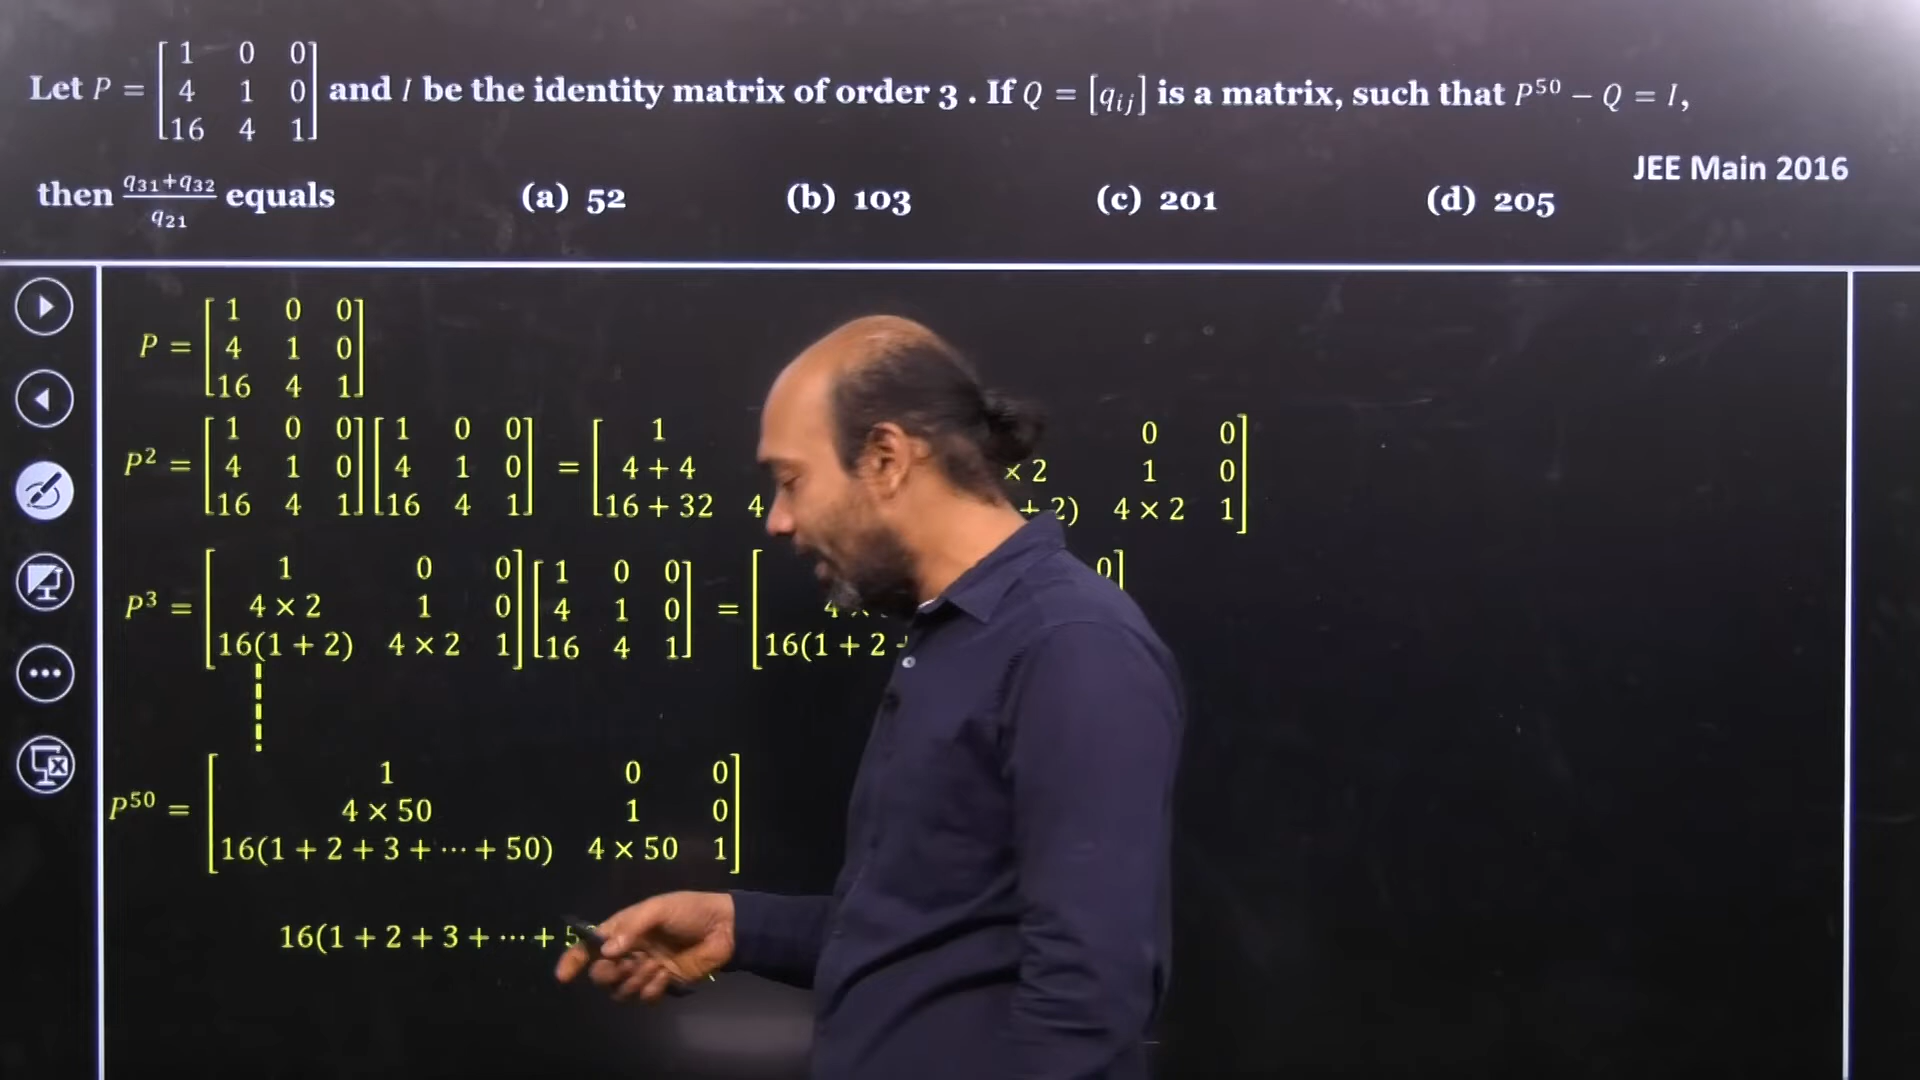 Let P = [1 0 0; 4 1 0; 16 4 1] and I be the identity matrix of order 3 . If Q = [qᵢⱼ] is a matrix, such that P⁵⁰ − Q = I,
JEE Main 2016
then (q₃₁+q₃₂)/q₂₁ equals (a) 52 (b) 103 (c) 201 (d) 205
P = [1 0 0; 4 1 0; 16 4 1]
P² = [1 0 0; 4 1 0; 16 4 1] [1 0 0; 4 1 0; 16 4 1] = [1; 4 + 4; 16 + 32 4 0 0; × 2 1 0; + 2) 4 × 2 1]
P³ = [1 0 0; 4 × 2 1 0; 16(1 + 2) 4 × 2 1] [1 0 0; 4 1 0; 16 4 1] = [0; 4; 16(1 + 2
P⁵⁰ = [1 0 0; 4 × 50 1 0; 16(1 + 2 + 3 + ⋯ + 50) 4 × 50 1]
16(1 + 2 + 3 + ⋯ + 5